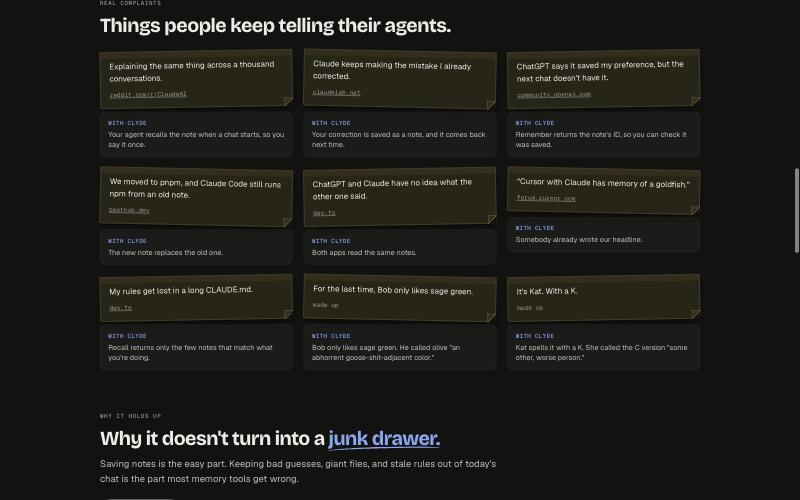 REAL COMPLAINTS
Things people keep telling their agents.
Explaining the same thing across a thousand
conversations.
reddit.com/r/ClaudeAI
WITH CLYDE
Your agent recalls the note when a chat starts, so you
say it once.
Claude keeps making the mistake I already
corrected.
claudelab.net
WITH CLYDE
Your correction is saved as a note, and it comes back
next time.
ChatGPT says it saved my preference, but the
next chat doesn't have it.
community.openai.com
WITH CLYDE
Remember returns the note's ID, so you can check it
was saved.
We moved to pnpm, and Claude Code still runs
npm from an old note.
besthub.dev
WITH CLYDE
The new note replaces the old one.
ChatGPT and Claude have no idea what the
other one said.
dev.to
WITH CLYDE
Both apps read the same notes.
"Cursor with Claude has memory of a goldfish."
forum.cursor.com
WITH CLYDE
Somebody already wrote our headline.
My rules get lost in a long CLAUDE.md.
dev.to
WITH CLYDE
Recall returns only the few notes that match what
you're doing.
For the last time, Bob only likes sage green.
made up
WITH CLYDE
Bob only likes sage green. He called olive "an
abhorrent goose-shit-adjacent color."
It's Kat. With a K.
made up
WITH CLYDE
Kat spells it with a K. She called the C version "some
other, worse person."
WHY IT HOLDS UP
Why it doesn't turn into a junk drawer.
Saving notes is the easy part. Keeping bad guesses, giant files, and stale rules out of today's
chat is the part most memory tools get wrong.